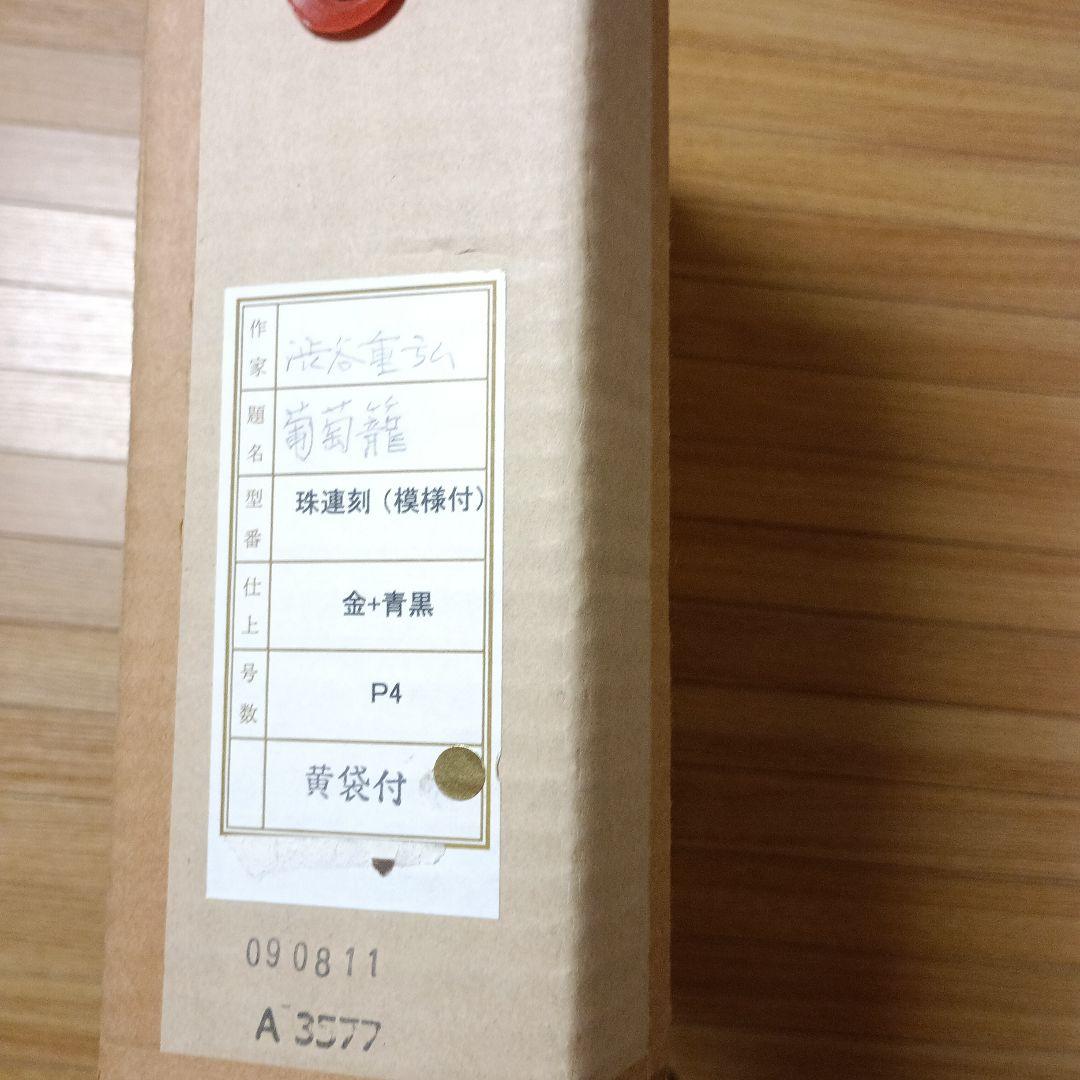 作家 渋谷重弘
題名 葡萄籠
型番 珠連刻（模様付）
仕上 金+青黒
号数 P4
黄袋付
090811
A 3577